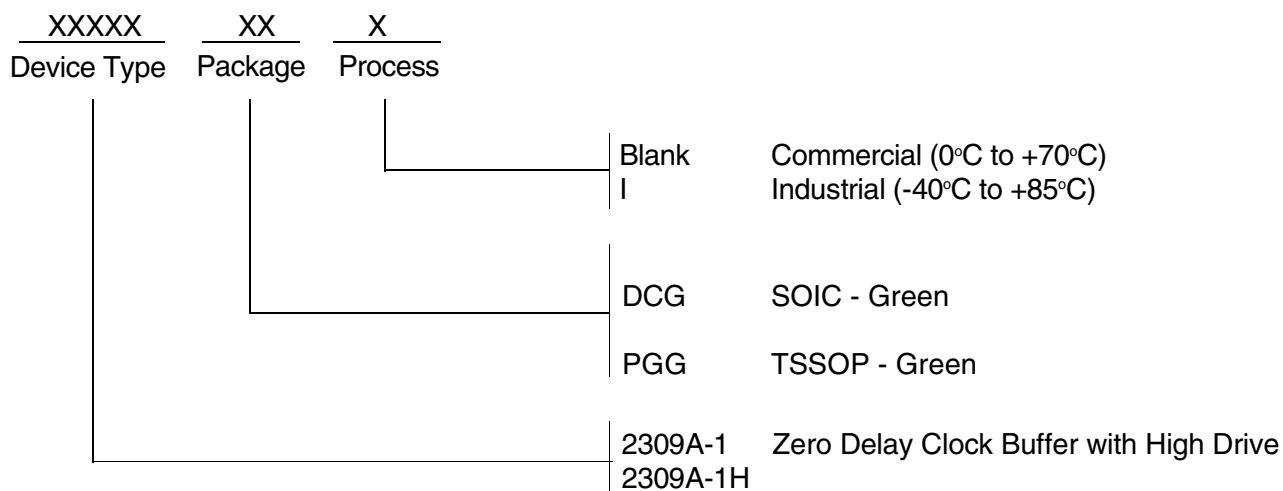 XXXXX XX X
Device Type Package Process
Blank Commercial (0°C to +70°C)
I Industrial (-40°C to +85°C)
DCG SOIC - Green
PGG TSSOP - Green
2309A-1 Zero Delay Clock Buffer with High Drive
2309A-1H